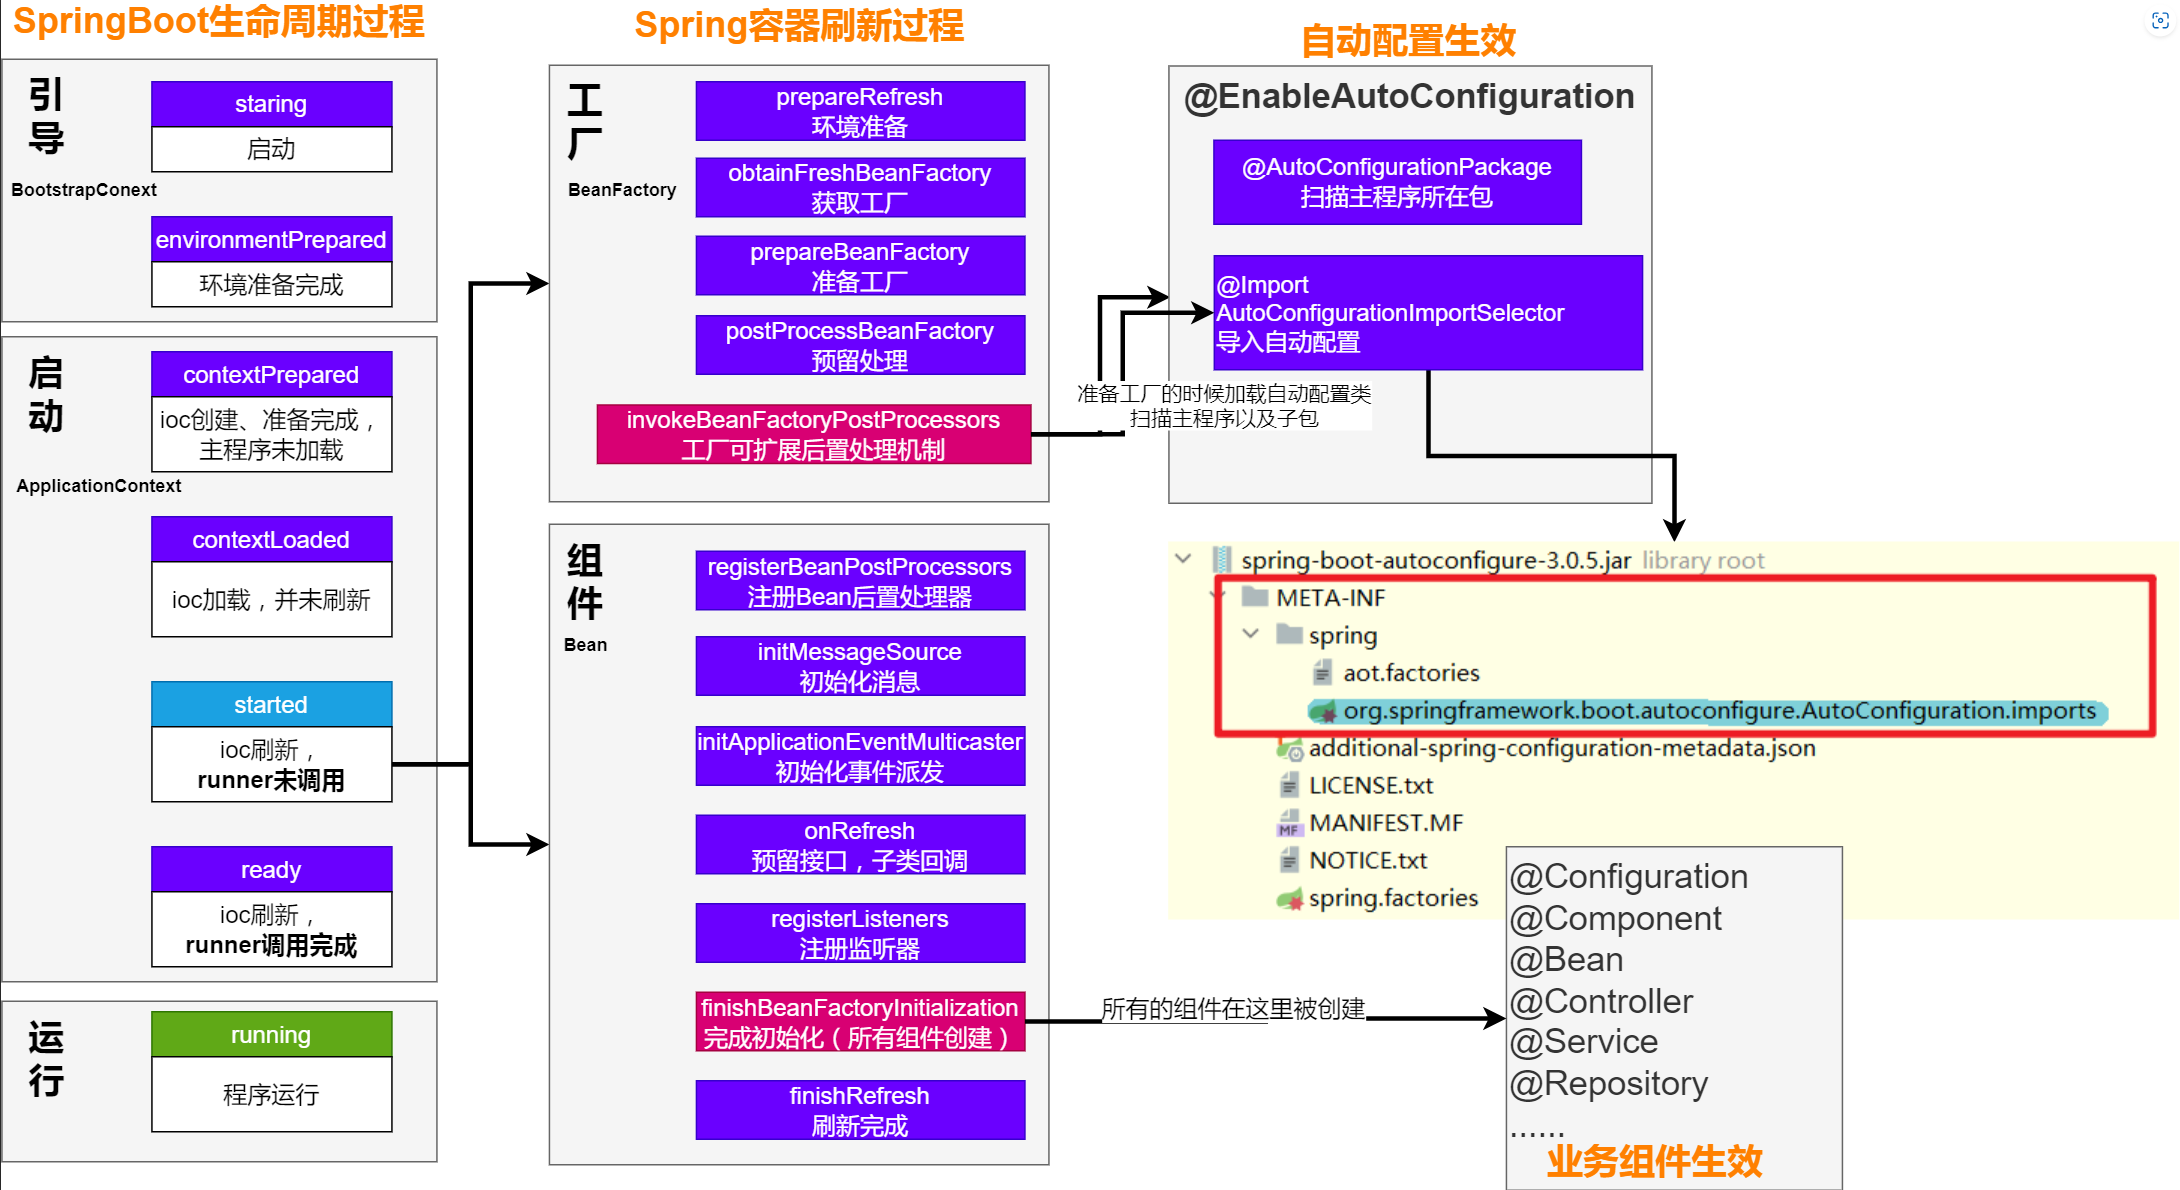 SpringBoot生命周期过程
引导
BootstrapConext
staring
启动
environmentPrepared
环境准备完成
启动
ApplicationContext
contextPrepared
ioc创建、准备完成，
主程序未加载
contextLoaded
ioc加载，并未刷新
started
ioc刷新，
runner未调用
ready
ioc刷新，
runner调用完成
运行
running
程序运行
Spring容器刷新过程
工厂
BeanFactory
prepareRefresh
环境准备
obtainFreshBeanFactory
获取工厂
prepareBeanFactory
准备工厂
postProcessBeanFactory
预留处理
invokeBeanFactoryPostProcessors
工厂可扩展后置处理机制
组件
Bean
registerBeanPostProcessors
注册Bean后置处理器
initMessageSource
初始化消息
initApplicationEventMulticaster
初始化事件派发
onRefresh
预留接口，子类回调
registerListeners
注册监听器
finishBeanFactoryInitialization
完成初始化（所有组件创建）
finishRefresh
刷新完成
自动配置生效
@EnableAutoConfiguration
@AutoConfigurationPackage
扫描主程序所在包
@Import
AutoConfigurationImportSelector
导入自动配置
准备工厂的时候加载自动配置类
扫描主程序以及子包
spring-boot-autoconfigure-3.0.5.jar library root
META-INF
spring
aot.factories
org.springframework.boot.autoconfigure.AutoConfiguration.imports
additional-spring-configuration-metadata.json
LICENSE.txt
MF MANIFEST.MF
NOTICE.txt
spring.factories
所有的组件在这里被创建
@Configuration
@Component
@Bean
@Controller
@Service
@Repository
......
业务组件生效